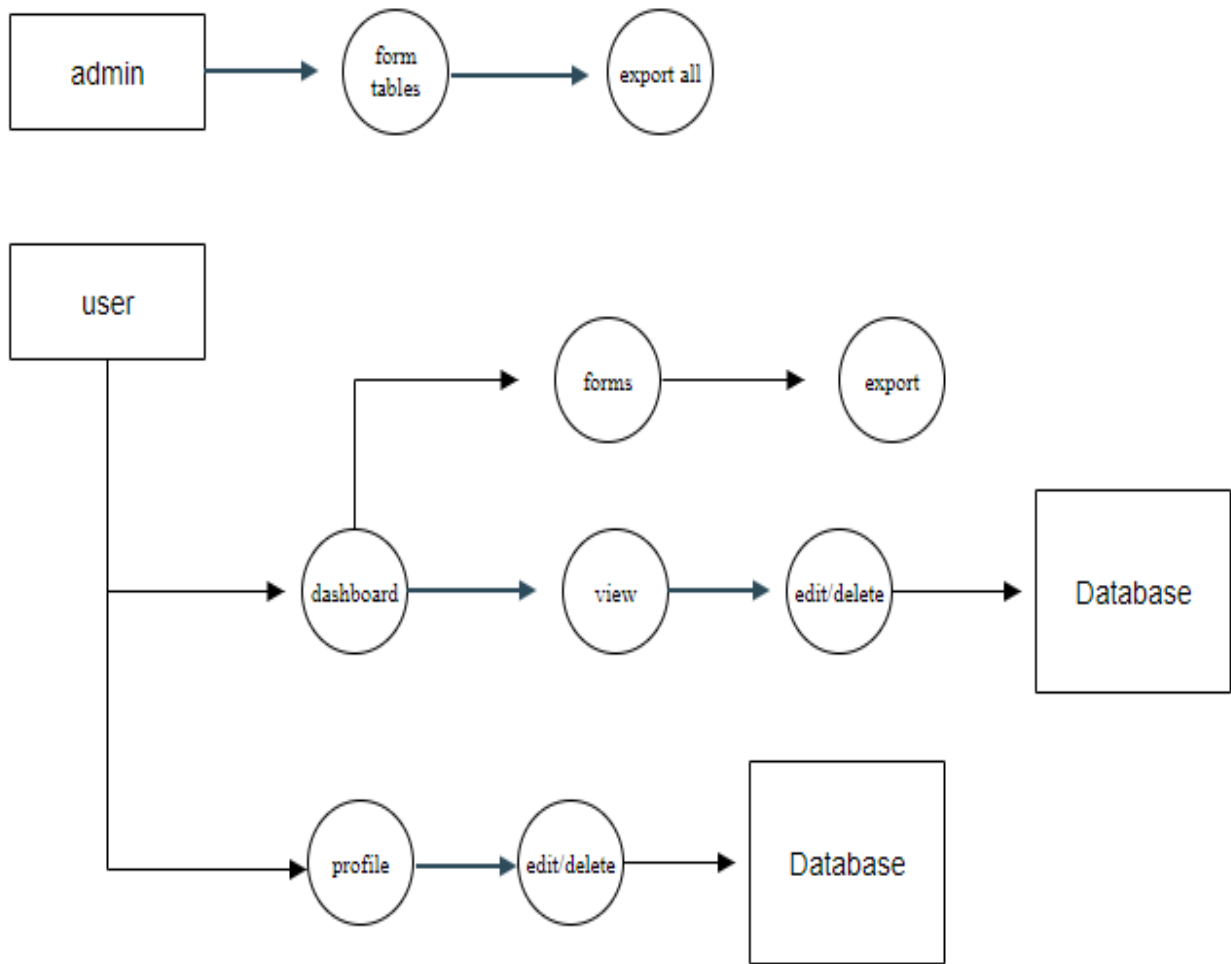 admin
form
tables
export all
user
forms
export
dashboard
view
edit/delete
Database
profile
edit/delete
Database